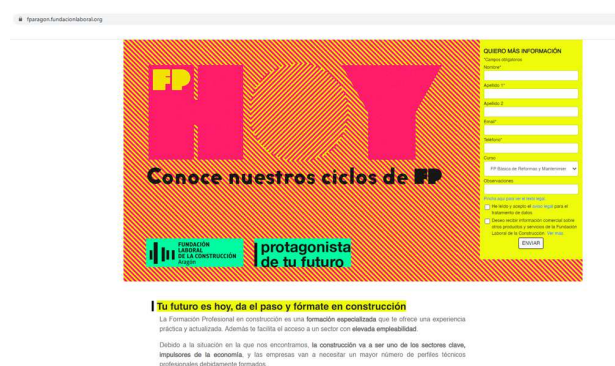 fparagon.fundacionlaboral.org
FP
HOY
Conoce nuestros ciclos de FP
FUNDACIÓN
LABORAL
DE LA CONSTRUCCIÓN
Aragón
protagonista
de tu futuro
QUIERO MÁS INFORMACIÓN
*Campos obligatorios
Nombre*
Apellido 1*
Apellido 2
Email*
Teléfono*
Curso
FP Básica de Reformas y Mantenimien
Observaciones
Pincha aquí para ver el aviso legal
He leído y acepto el aviso legal para el
tratamiento de datos.
Deseo recibir información comercial sobre
otros productos y servicios de la Fundación
Laboral de la Construcción. Ver más.
ENVIAR
Tu futuro es hoy, da el paso y fórmate en construcción
La Formación Profesional en construcción es una formación especializada que te ofrece una experiencia
práctica y actualizada. Además te facilita el acceso a un sector con elevada empleabilidad.
Debido a la situación en la que nos encontramos, la construcción va a ser uno de los sectores clave,
impulsores de la economía, y las empresas van a necesitar un mayor número de perfiles técnicos
profesionales debidamente formados.